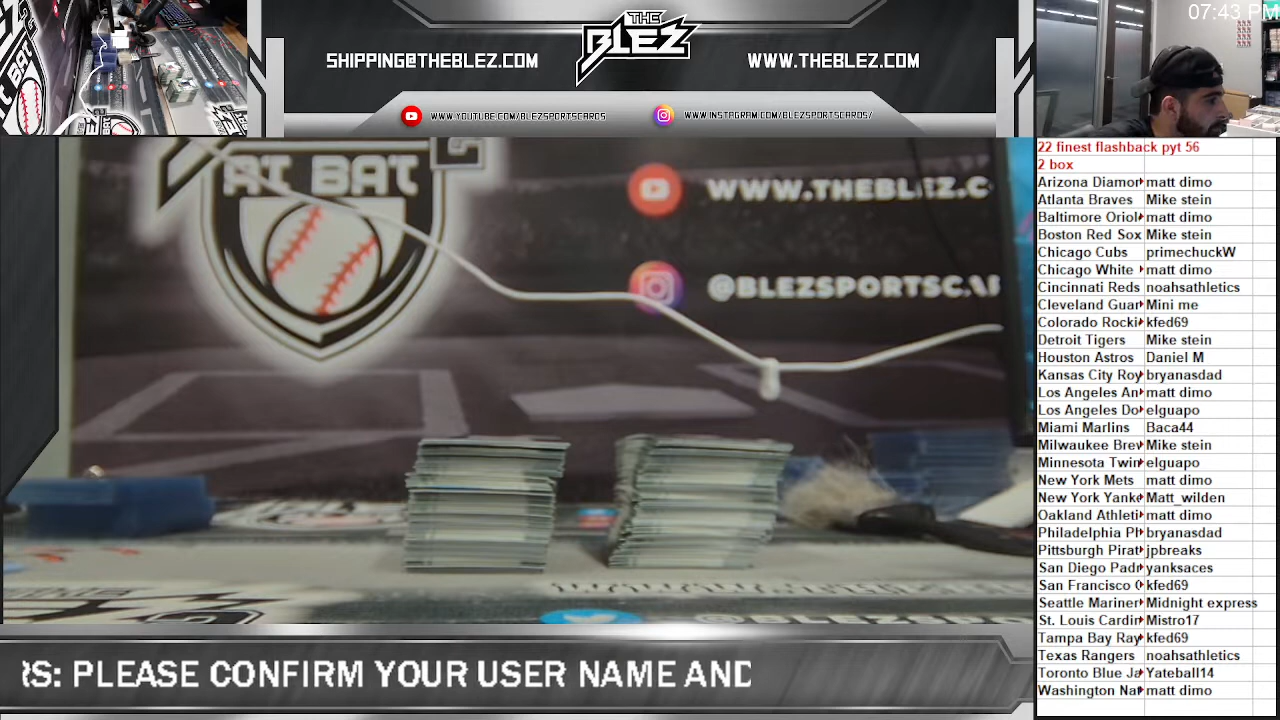 07:43 PM
THE
BLEZ
SHIPPING@THEBLEZ.COM
WWW.THEBLEZ.COM
WWW.YOUTUBE.COM/BLEZSPORTSCARDS
WWW.INSTAGRAM.COM/BLEZSPORTSCARDS/
AT BAT
WWW.THEBLEZ.C
@BLEZSPORTSCAR
22 finest flashback pyt 56
2 box
Arizona Diamor matt dimo
Atlanta Braves Mike stein
Baltimore Oriol matt dimo
Boston Red Sox Mike stein
Chicago Cubs primechuckW
Chicago White matt dimo
Cincinnati Reds noahsathletics
Cleveland Guar Mini me
Colorado Rocki kfed69
Detroit Tigers Mike stein
Houston Astros Daniel M
Kansas City Roy bryanasdad
Los Angeles An matt dimo
Los Angeles Do elguapo
Miami Marlins Baca44
Milwaukee Brev Mike stein
Minnesota Twin elguapo
New York Mets matt dimo
New York Yanke Matt_wilden
Oakland Athleti matt dimo
Philadelphia Ph bryanasdad
Pittsburgh Pirat jpbreaks
San Diego Padr yanksaces
San Francisco G kfed69
Seattle Mariner Midnight express
St. Louis Cardin Mistro17
Tampa Bay Ray kfed69
Texas Rangers noahsathletics
Toronto Blue Ja Yateball14
Washington Nat matt dimo
RS: PLEASE CONFIRM YOUR USER NAME AND